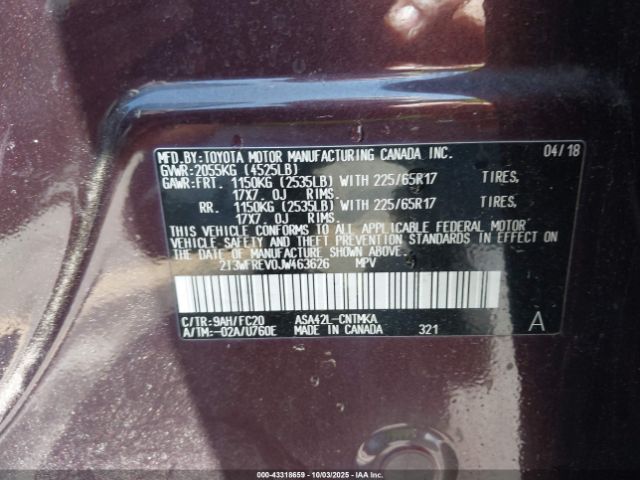 MFD.BY:TOYOTA MOTOR MANUFACTURING CANADA INC. 04/18
GVWR:2055KG (4525LB)
GAWR:FRT. 1150KG (2535LB) WITH 225/65R17 TIRES,
17X7.0J RIMS.
RR. 1150KG (2535LB) WITH 225/65R17 TIRES,
17X7.0J RIMS.
THIS VEHICLE CONFORMS TO ALL APPLICABLE FEDERAL MOTOR
VEHICLE SAFETY AND THEFT PREVENTION STANDARDS IN EFFECT ON
THE DATE OF MANUFACTURE SHOWN ABOVE.
2T3WFREV0JW463626 MPV
C/TR:9AH/FC20 ASA42L-CNTMKA
A/TM:-02A/U760E MADE IN CANADA 321 A
000-43318659 | 10/03/2025 | IAA Inc.